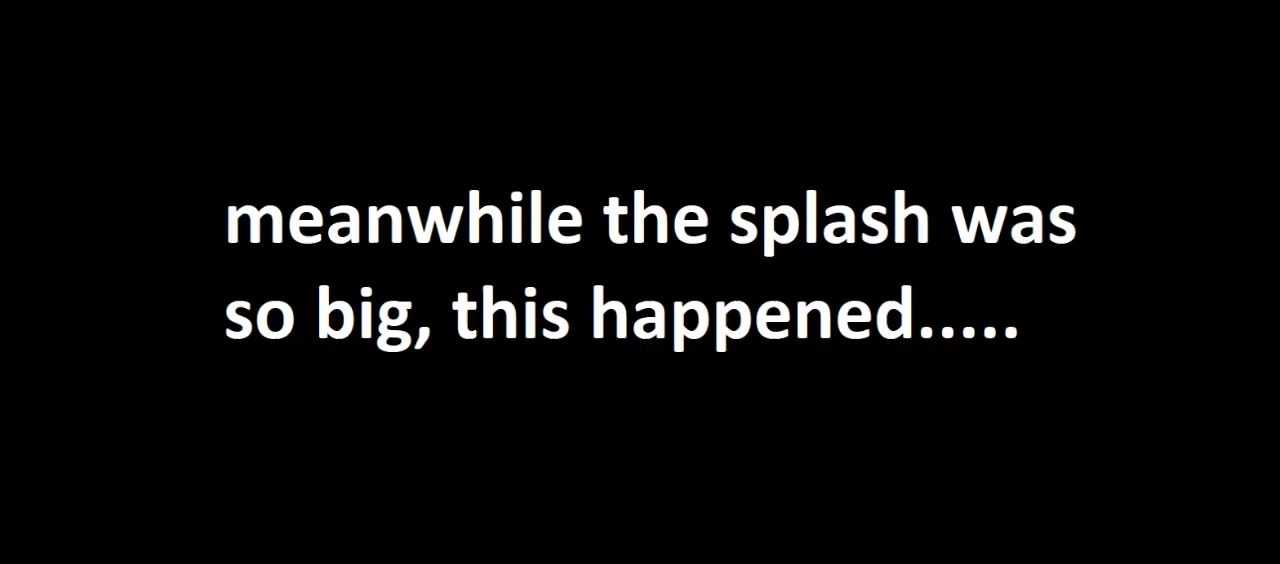 meanwhile the splash was
so big, this happened.....